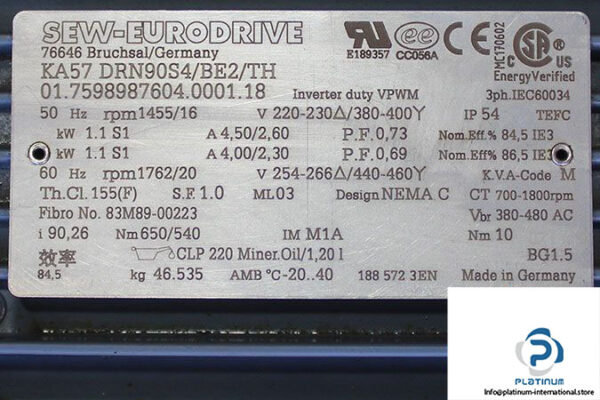 SEW-EURODRIVE
76646 Bruchsal/Germany
E189357 CC056A
MC170602
CSA
C US
EnergyVerified
KA57 DRN90S4/BE2/TH
01.7598987604.0001.18 Inverter duty VPWM 3ph.IEC60034
50 Hz rpm1455/16 V 220-230Δ/380-400Y IP 54 TEFC
kW 1.1 S1 A 4,50/2,60 P.F.0,73 Nom.Eff% 84,5 IE3
kW 1.1 S1 A 4,00/2,30 P.F.0,69 Nom.Eff% 86,5 IE3
60 Hz rpm1762/20 V 254-266Δ/440-460Y K.V.A-Code M
Th.Cl.155(F) S.F.1.0 ML03 Design NEMA C CT 700-1800rpm
Fibro No. 83M89-00223 Vbr 380-480 AC
i 90,26 Nm650/540 IM M1A Nm 10
效率 CLP 220 Miner.Oil/1,20 l BG1.5
84,5 kg 46.535 AMB °C-20..40 188 572 3EN Made in Germany
PLATINUM
INTERNATIONAL
Info@platinum-international.store